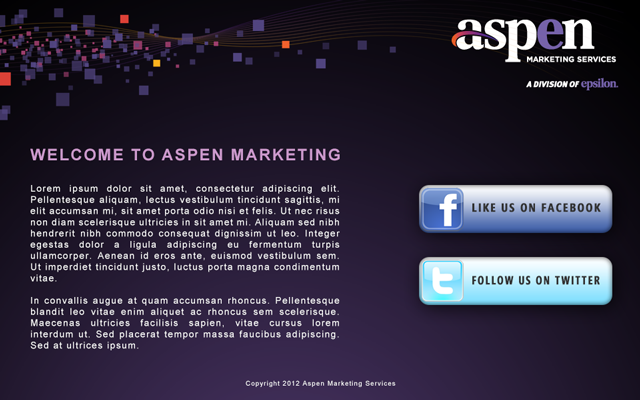 aspen
MARKETING SERVICES
A DIVISION OF epsilon.
WELCOME TO ASPEN MARKETING
Lorem ipsum dolor sit amet, consectetur adipiscing elit.
Pellentesque aliquam, lectus vestibulum tincidunt sagittis, mi
elit accumsan mi, sit amet porta odio nisi et felis. Ut nec risus
non diam scelerisque ultricies in sit amet mi. Aliquam sed nibh
hendrerit nibh commodo consequat dignissim ut leo. Integer
egestas dolor a ligula adipiscing eu fermentum turpis
ullamcorper. Aenean id eros ante, euismod vestibulum sem.
Ut imperdiet tincidunt justo, luctus porta magna condimentum
vitae.
In convallis augue at quam accumsan rhoncus. Pellentesque
blandit leo vitae enim aliquet ac rhoncus sem scelerisque.
Maecenas ultricies facilisis sapien, vitae cursus lorem
interdum ut. Sed placerat tempor massa faucibus adipiscing.
Sed at ultrices ipsum.
f LIKE US ON FACEBOOK
t FOLLOW US ON TWITTER
Copyright 2012 Aspen Marketing Services